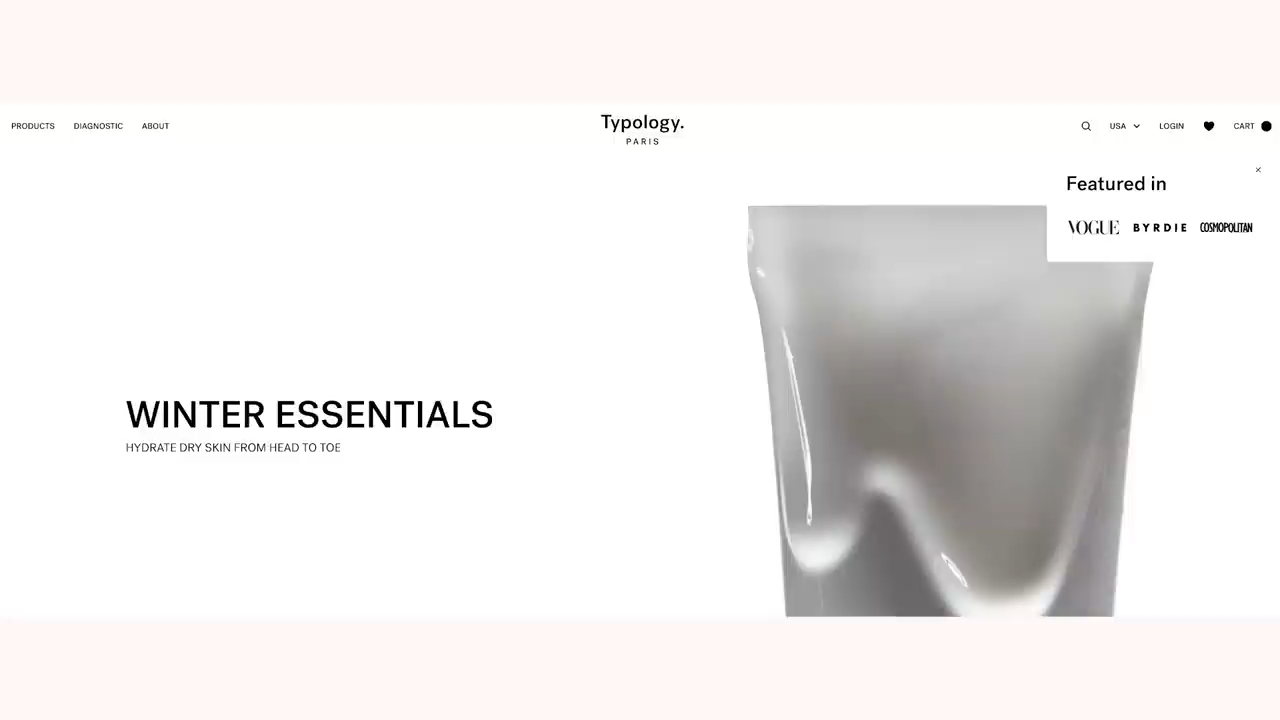 PRODUCTS DIAGNOSTIC ABOUT
Typology.
PARIS
USA LOGIN CART
Featured in
VOGUE BYRDIE COSMOPOLITAN
WINTER ESSENTIALS
HYDRATE DRY SKIN FROM HEAD TO TOE